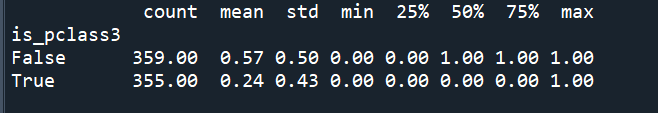 count mean std min 25% 50% 75% max
is_pclass3
False 359.00 0.57 0.50 0.00 0.00 1.00 1.00 1.00
True 355.00 0.24 0.43 0.00 0.00 0.00 0.00 1.00